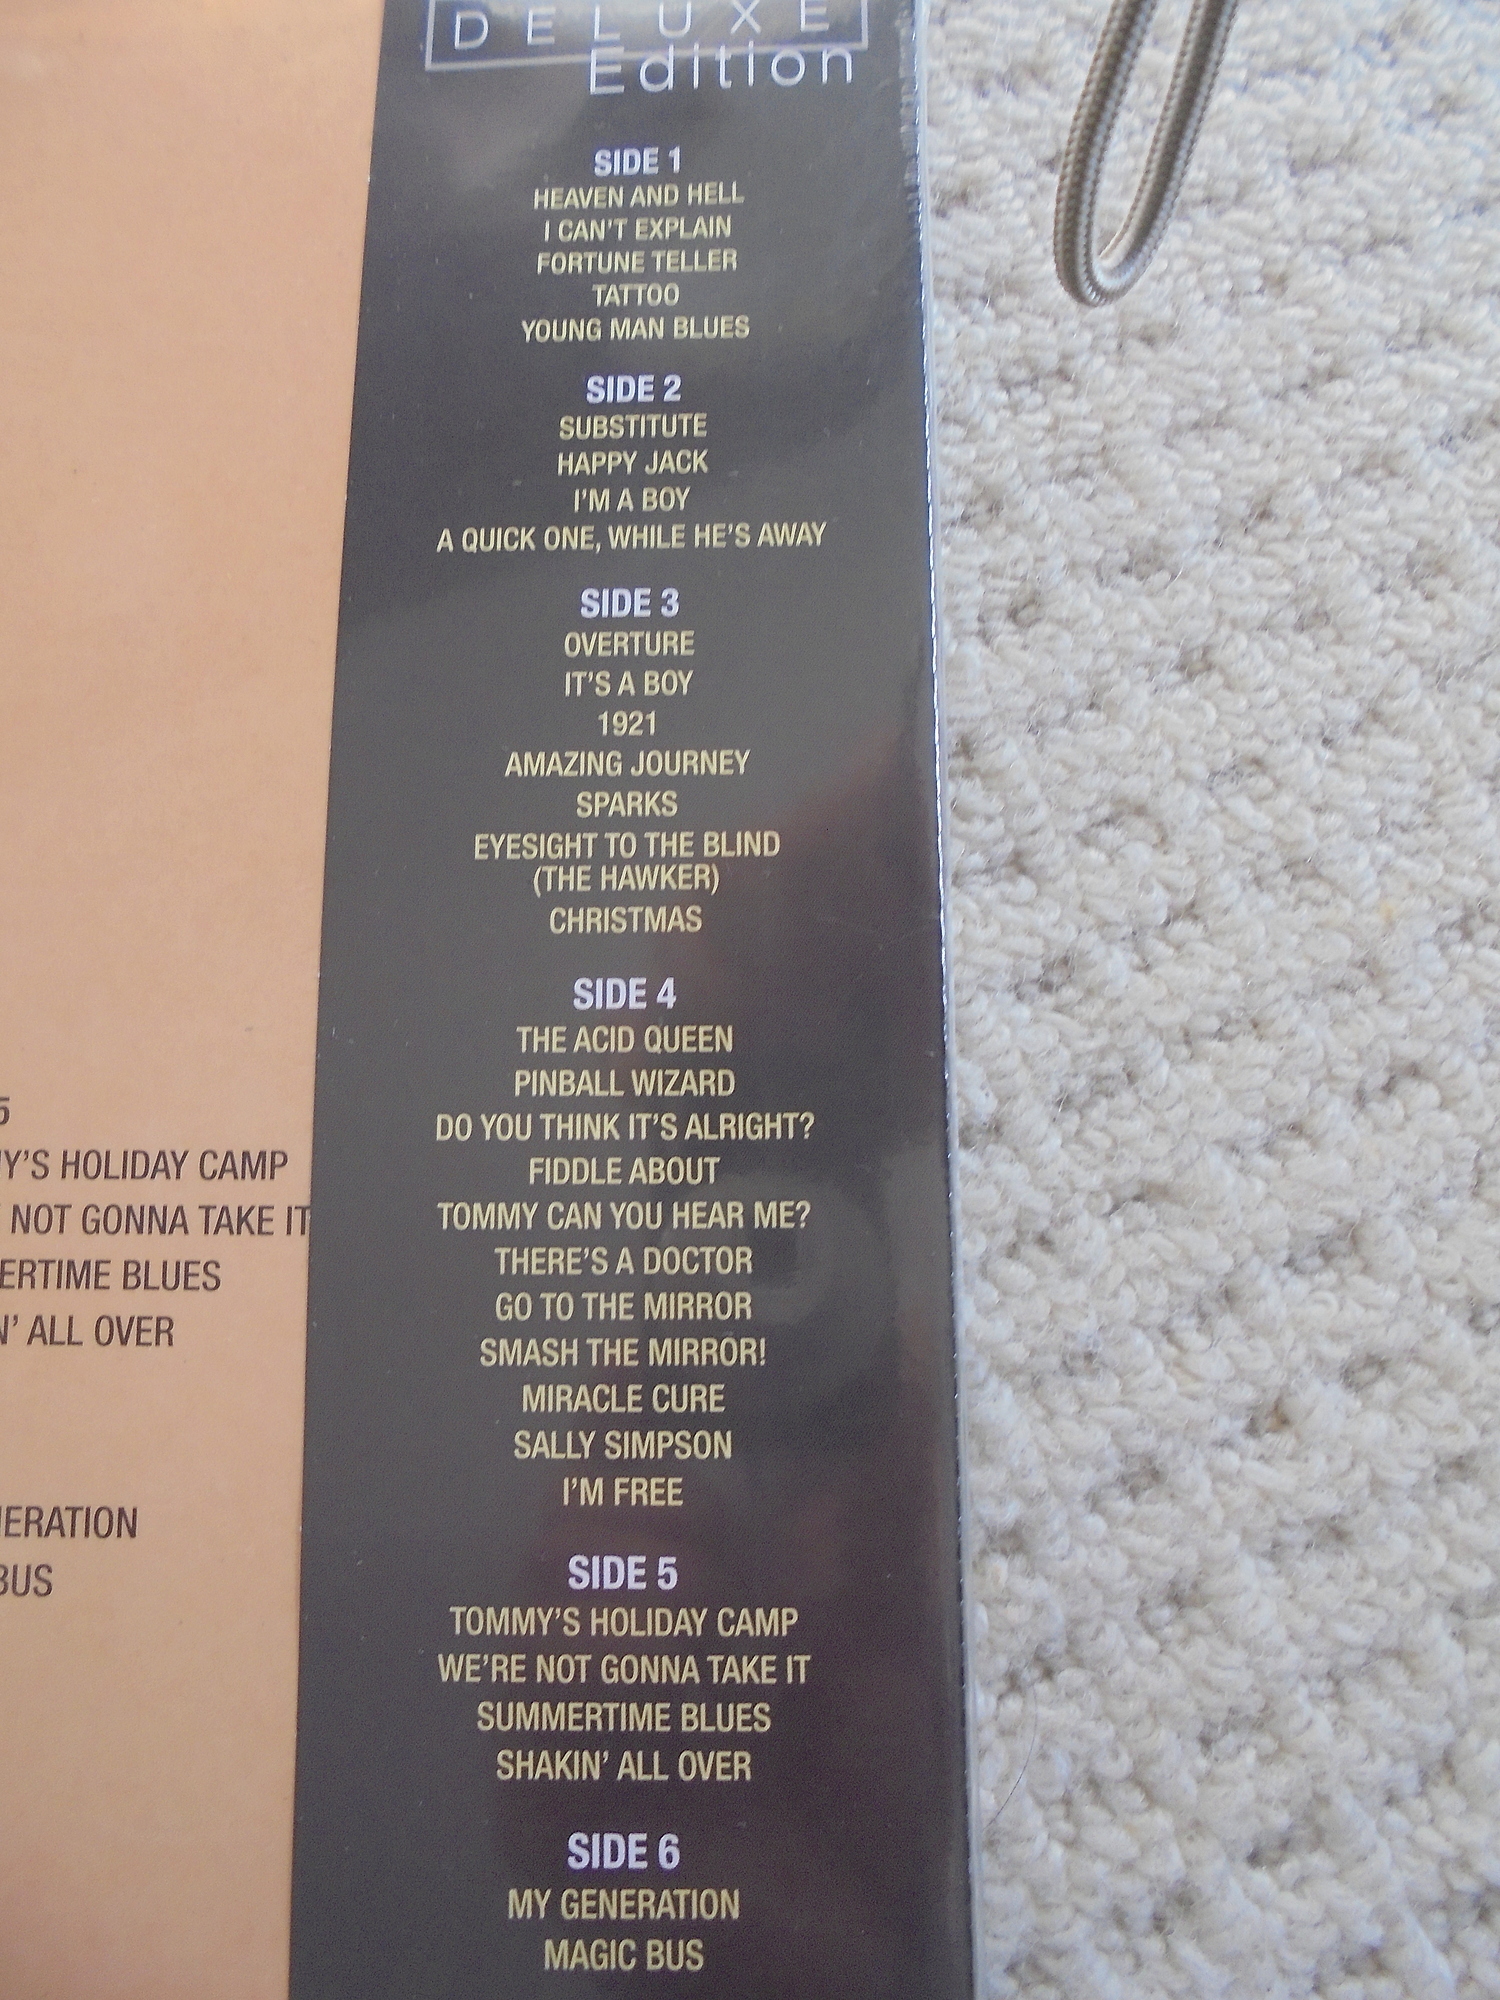 DELUXE
Edition
SIDE 1
HEAVEN AND HELL
I CAN'T EXPLAIN
FORTUNE TELLER
TATTOO
YOUNG MAN BLUES
SIDE 2
SUBSTITUTE
HAPPY JACK
I'M A BOY
A QUICK ONE, WHILE HE'S AWAY
SIDE 3
OVERTURE
IT'S A BOY
1921
AMAZING JOURNEY
SPARKS
EYESIGHT TO THE BLIND
(THE HAWKER)
CHRISTMAS
SIDE 4
THE ACID QUEEN
PINBALL WIZARD
DO YOU THINK IT'S ALRIGHT?
FIDDLE ABOUT
TOMMY CAN YOU HEAR ME?
THERE'S A DOCTOR
GO TO THE MIRROR
SMASH THE MIRROR!
MIRACLE CURE
SALLY SIMPSON
I'M FREE
SIDE 5
TOMMY'S HOLIDAY CAMP
WE'RE NOT GONNA TAKE IT
SUMMERTIME BLUES
SHAKIN' ALL OVER
SIDE 6
MY GENERATION
MAGIC BUS
5
Y'S HOLIDAY CAMP
NOT GONNA TAKE IT
ERTIME BLUES
N' ALL OVER
ERATION
BUS